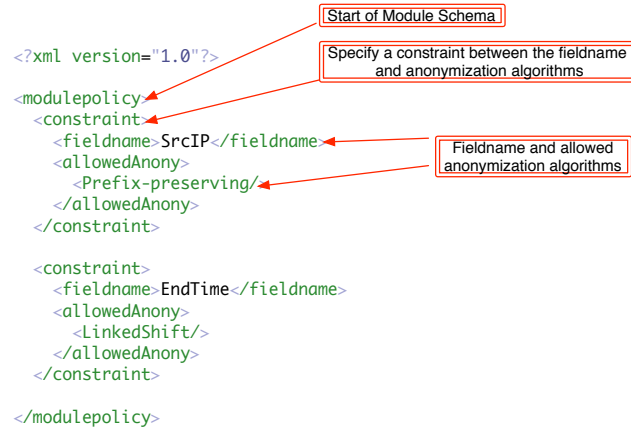 Start of Module Schema
<?xml version="1.0"?>
Specify a constraint between the fieldname
and anonymization algorithms
<modulepolicy>
<constraint>
<fieldname>SrcIP</fieldname>
Fieldname and allowed
anonymization algorithms
<allowedAnony>
<Prefix-preserving/>
</allowedAnony>
</constraint>
<constraint>
<fieldname>EndTime</fieldname>
<allowedAnony>
<LinkedShift/>
</allowedAnony>
</constraint>
</modulepolicy>